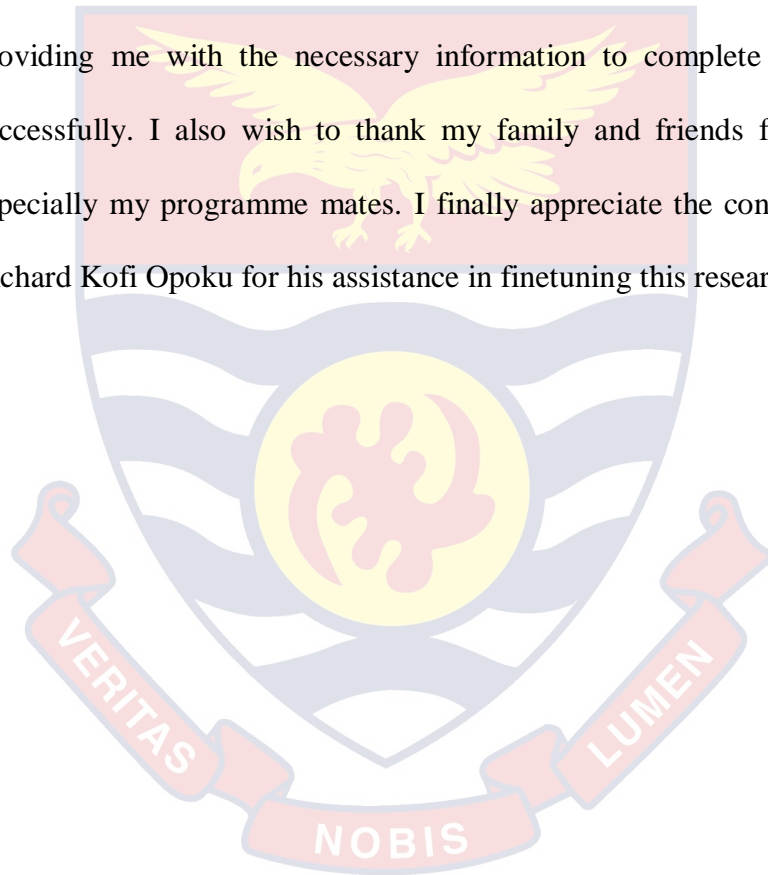 oviding me with the necessary information to complete
ccessfully. I also wish to thank my family and friends f
pecially my programme mates. I finally appreciate the con
chard Kofi Opoku for his assistance in finetuning this resear
VERITAS
NOBIS
LUMEN